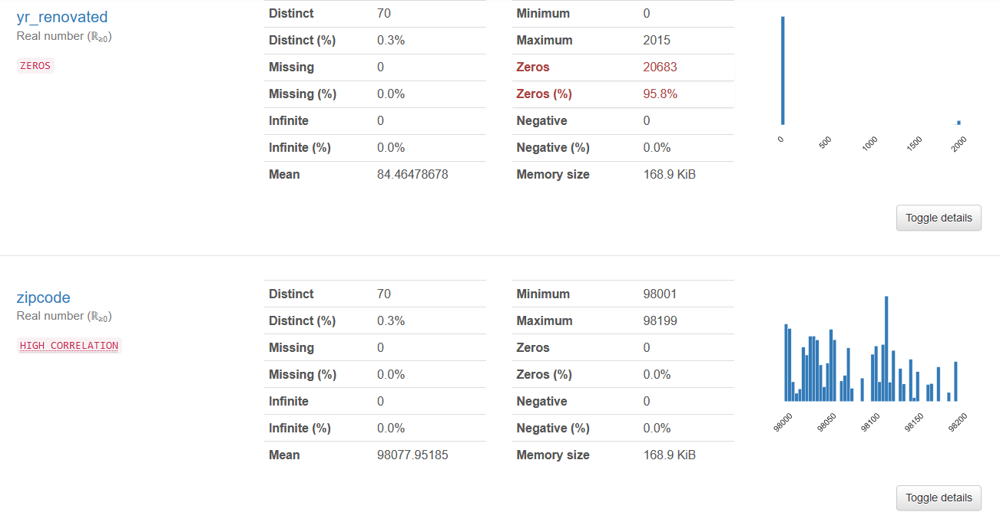 yr_renovated
Real number (ℝ≥0)
ZEROS
Distinct 70
Distinct (%) 0.3%
Missing 0
Missing (%) 0.0%
Infinite 0
Infinite (%) 0.0%
Mean 84.46478678
Minimum 0
Maximum 2015
Zeros 20683
Zeros (%) 95.8%
Negative 0
Negative (%) 0.0%
Memory size 168.9 KiB
0 500 1000 1500 2000
Toggle details
zipcode
Real number (ℝ≥0)
HIGH CORRELATION
Distinct 70
Distinct (%) 0.3%
Missing 0
Missing (%) 0.0%
Infinite 0
Infinite (%) 0.0%
Mean 98077.95185
Minimum 98001
Maximum 98199
Zeros 0
Zeros (%) 0.0%
Negative 0
Negative (%) 0.0%
Memory size 168.9 KiB
98000 98050 98100 98150 98200
Toggle details